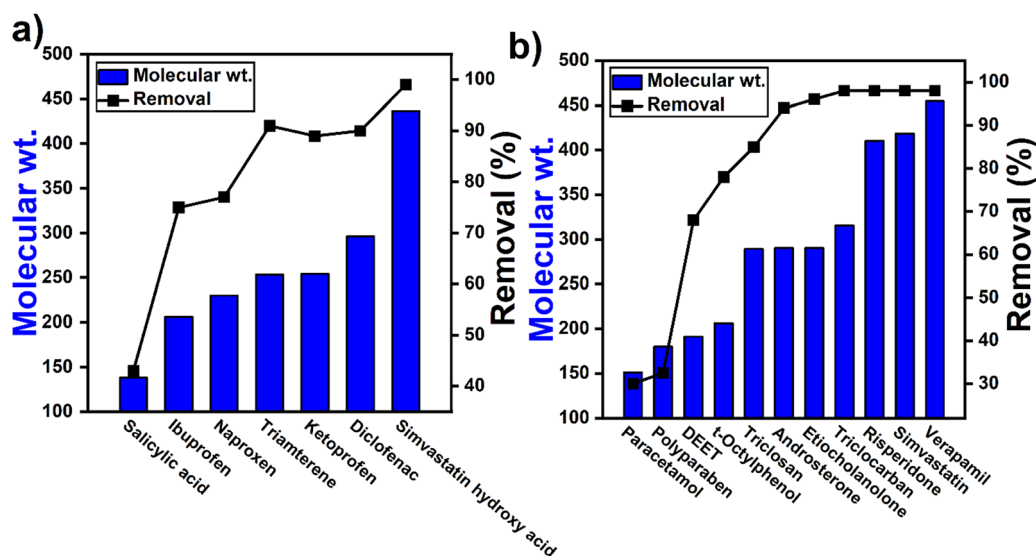 a)
Molecular wt.
500
450
400
350
300
250
200
150
100
Molecular wt.
Removal
100
90
80
70
60
50
40
Removal (%)
Salicylic acid
Ibuprofen
Naproxen
Triamterene
Ketoprofen
Diclofenac
Simvastatin hydroxy acid
b)
Molecular wt.
500
450
400
350
300
250
200
150
100
Molecular wt.
Removal
100
90
80
70
60
50
40
30
Removal (%)
Paracetamol
Polyparaben
DEET
t-Octylphenol
Triclosan
Androsterone
Etiocholanolone
Triclocarban
Risperidone
Simvastatin
Verapamil